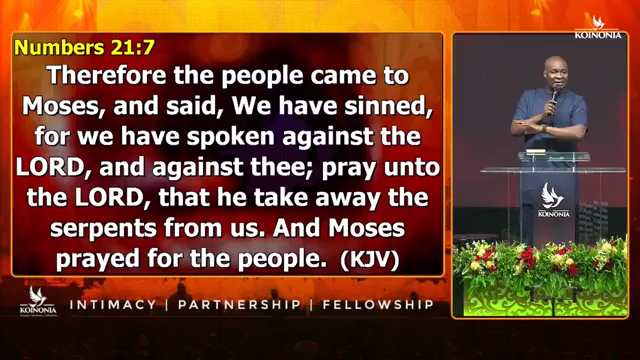 Numbers 21:7
Therefore the people came to
Moses, and said, We have sinned,
for we have spoken against the
LORD, and against thee; pray unto
the LORD, that he take away the
serpents from us. And Moses
prayed for the people. (KJV)
KOINONIA
KOINONIA
KOINONIA
INTIMACY | PARTNERSHIP | FELLOWSHIP